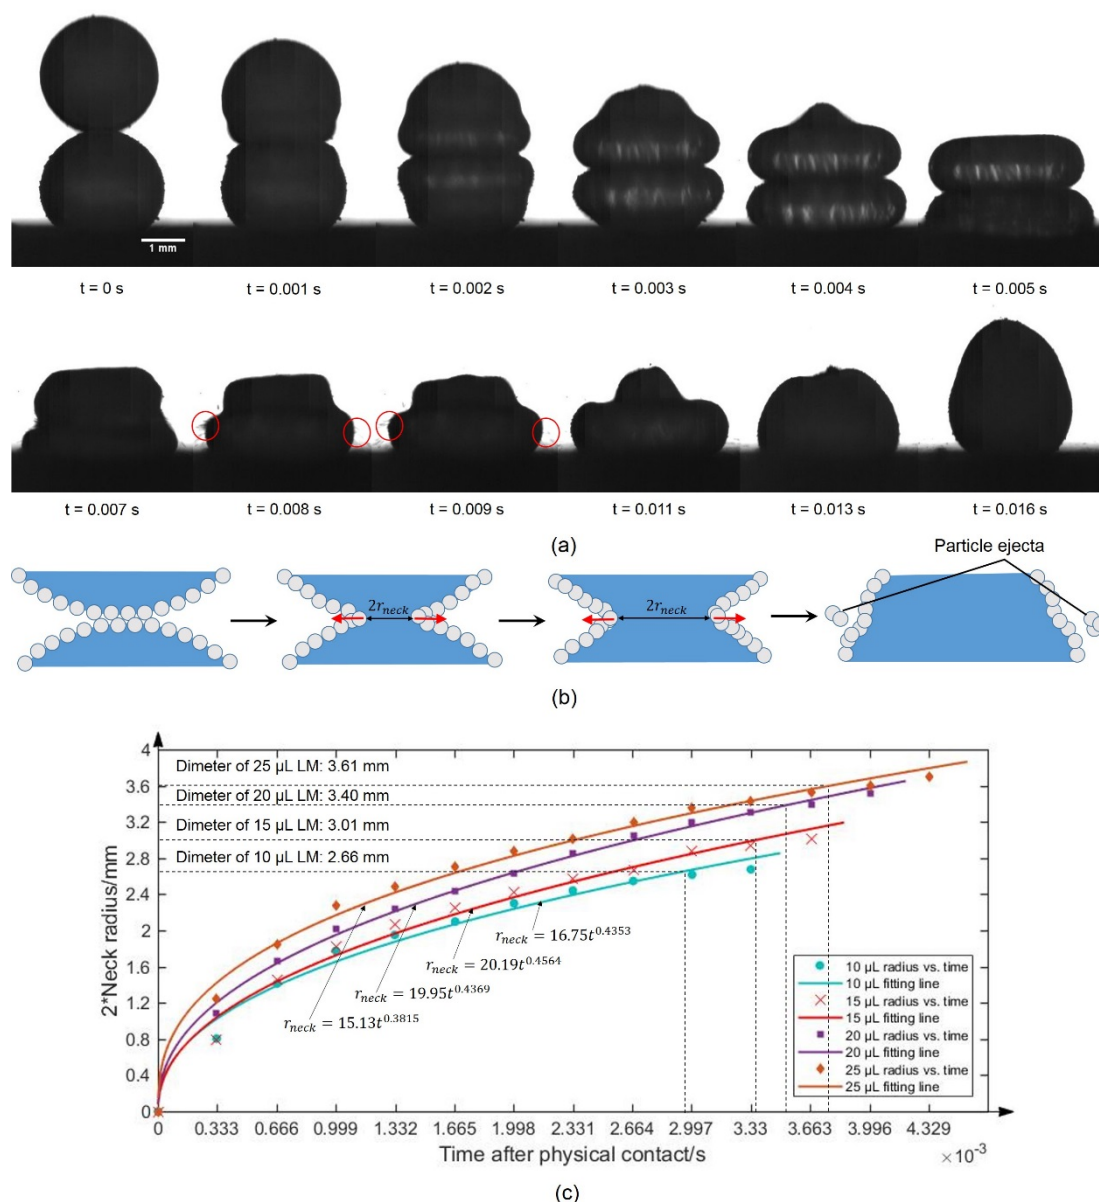 1 mm
t = 0 s
t = 0.001 s
t = 0.002 s
t = 0.003 s
t = 0.004 s
t = 0.005 s
t = 0.007 s
t = 0.008 s
t = 0.009 s
t = 0.011 s
t = 0.013 s
t = 0.016 s
(a)
Particle ejecta
2r_neck
2r_neck
(b)
2*Neck radius/mm
4
3.6
3.2
2.8
2.4
2
1.6
1.2
0.8
0.4
0
Dimeter of 25 µL LM: 3.61 mm
Dimeter of 20 µL LM: 3.40 mm
Dimeter of 15 µL LM: 3.01 mm
Dimeter of 10 µL LM: 2.66 mm
r_neck = 16.75t^0.4353
r_neck = 20.19t^0.4564
r_neck = 19.95t^0.4369
r_neck = 15.13t^0.3815
10 µL radius vs. time
10 µL fitting line
15 µL radius vs. time
15 µL fitting line
20 µL radius vs. time
20 µL fitting line
25 µL radius vs. time
25 µL fitting line
0 0.333 0.666 0.999 1.332 1.665 1.998 2.331 2.664 2.997 3.33 3.663 3.996 4.329
Time after physical contact/s
×10^-3
(c)